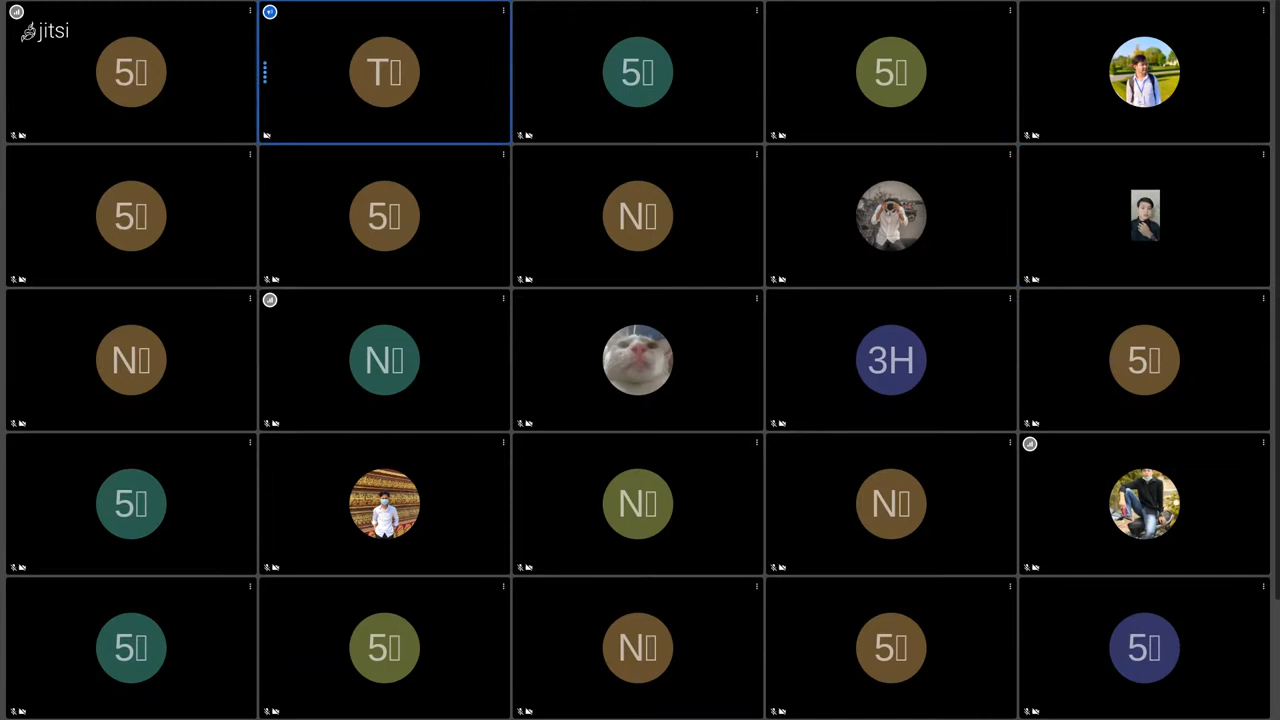 jitsi
5▯ T▯ 5▯ 5▯
5▯ 5▯ N▯
N▯ N▯ 3H 5▯
5▯ N▯ N▯
5▯ 5▯ N▯ 5▯ 5▯